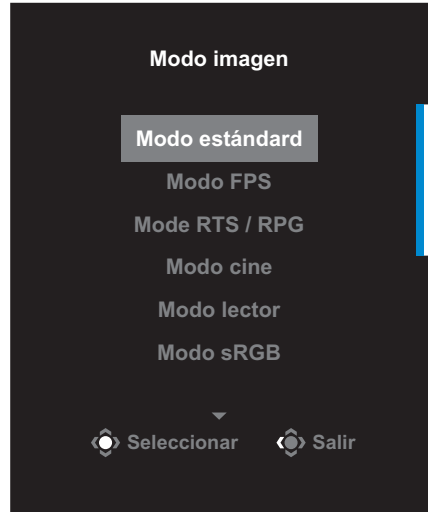 Modo imagen
Modo estándard
Modo FPS
Mode RTS / RPG
Modo cine
Modo lector
Modo sRGB
Seleccionar Salir